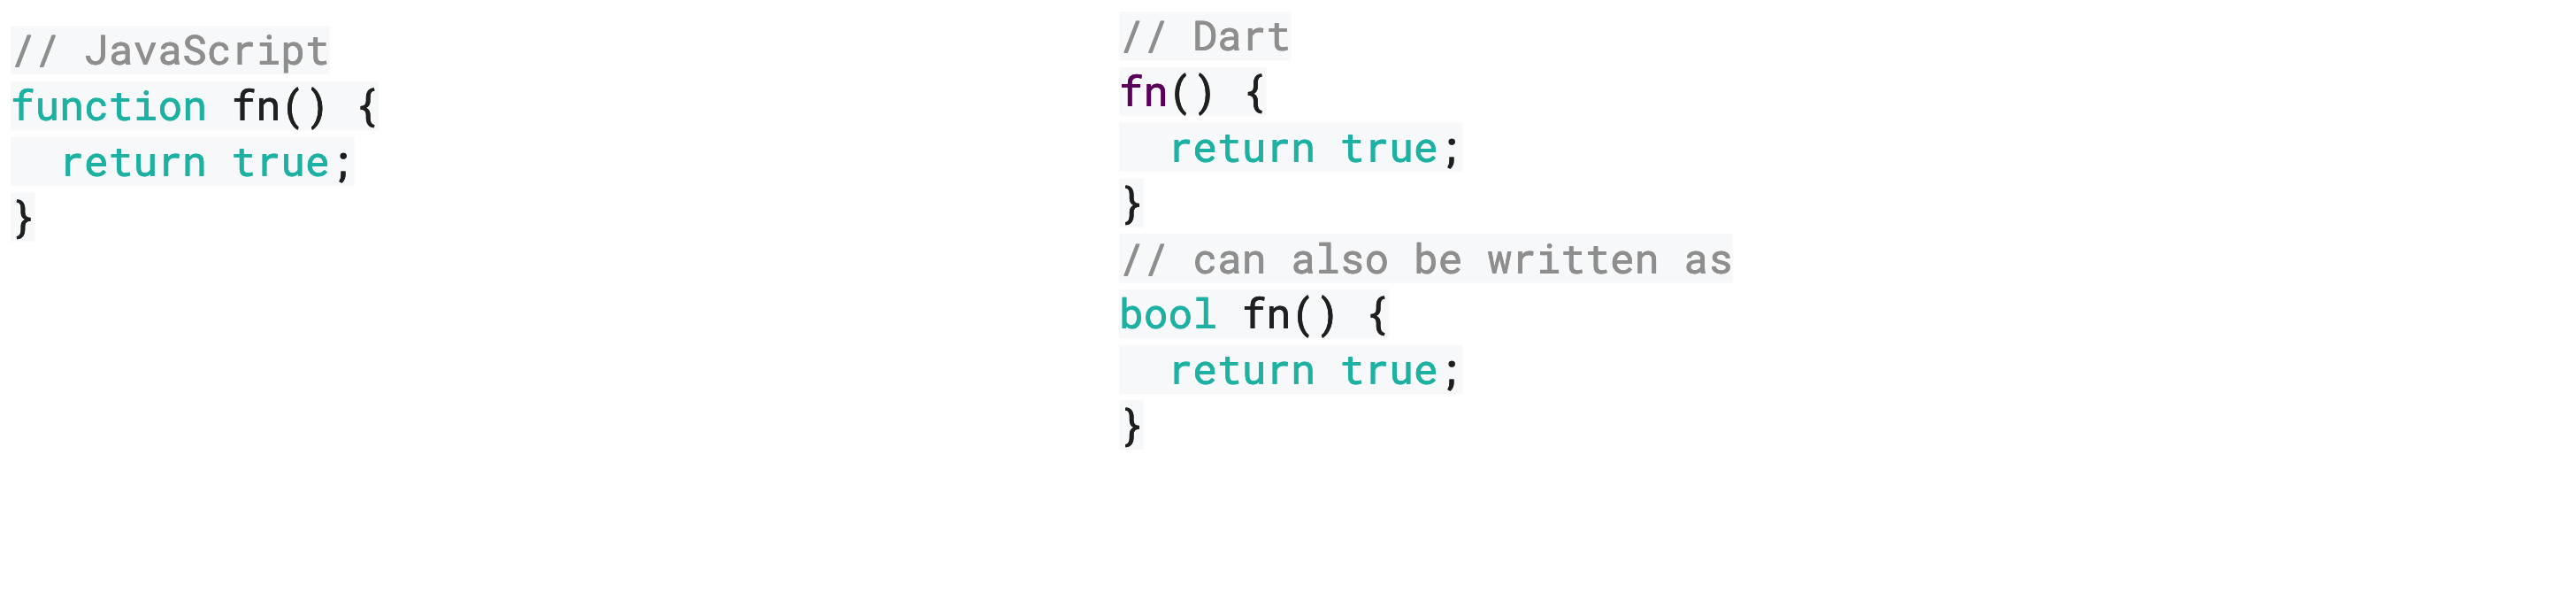 // JavaScript
function fn() {
  return true;
}
// Dart
fn() {
  return true;
}
// can also be written as
bool fn() {
  return true;
}